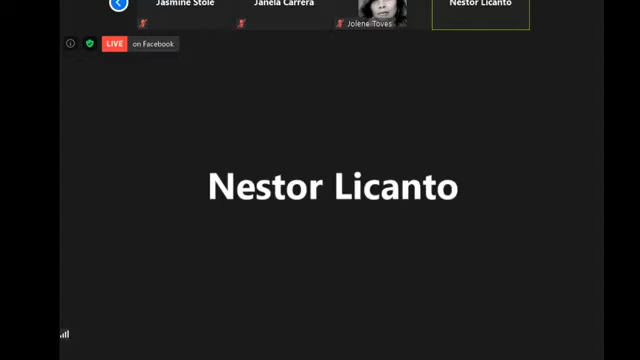 Jasmine Stole
Janela Carrera
Nestor Licanto
Jolene Toves
LIVE on Facebook
Nestor Licanto